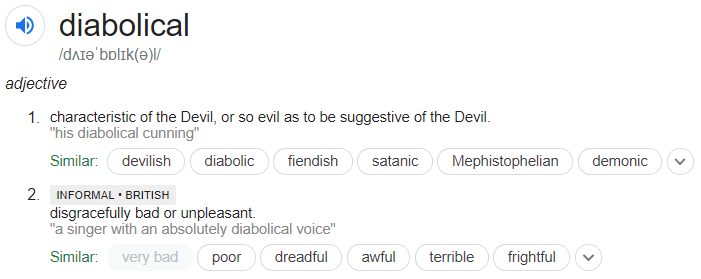 diabolical
/dʌɪəˈbɒlɪk(ə)l/
adjective
1. characteristic of the Devil, or so evil as to be suggestive of the Devil.
"his diabolical cunning"
Similar: devilish diabolic fiendish satanic Mephistophelian demonic
2. INFORMAL • BRITISH
disgracefully bad or unpleasant.
"a singer with an absolutely diabolical voice"
Similar: very bad poor dreadful awful terrible frightful